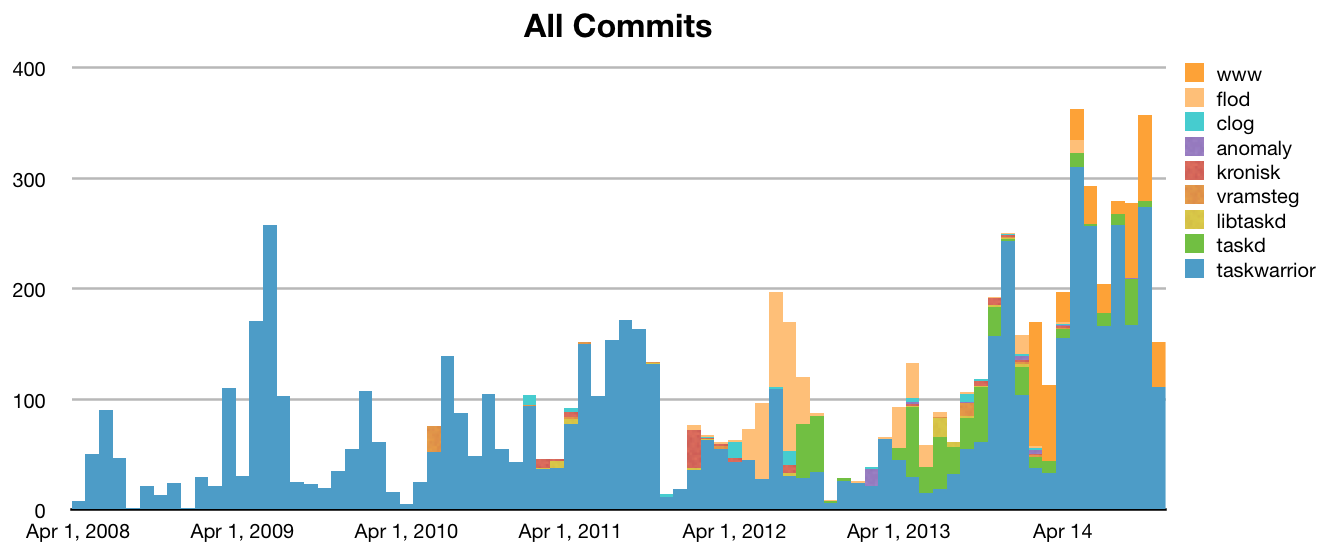 All Commits
400
300
200
100
0
Apr 1, 2008
Apr 1, 2009
Apr 1, 2010
Apr 1, 2011
Apr 1, 2012
Apr 1, 2013
Apr 14
www
flod
clog
anomaly
kronisk
vramsteg
libtaskd
taskd
taskwarrior